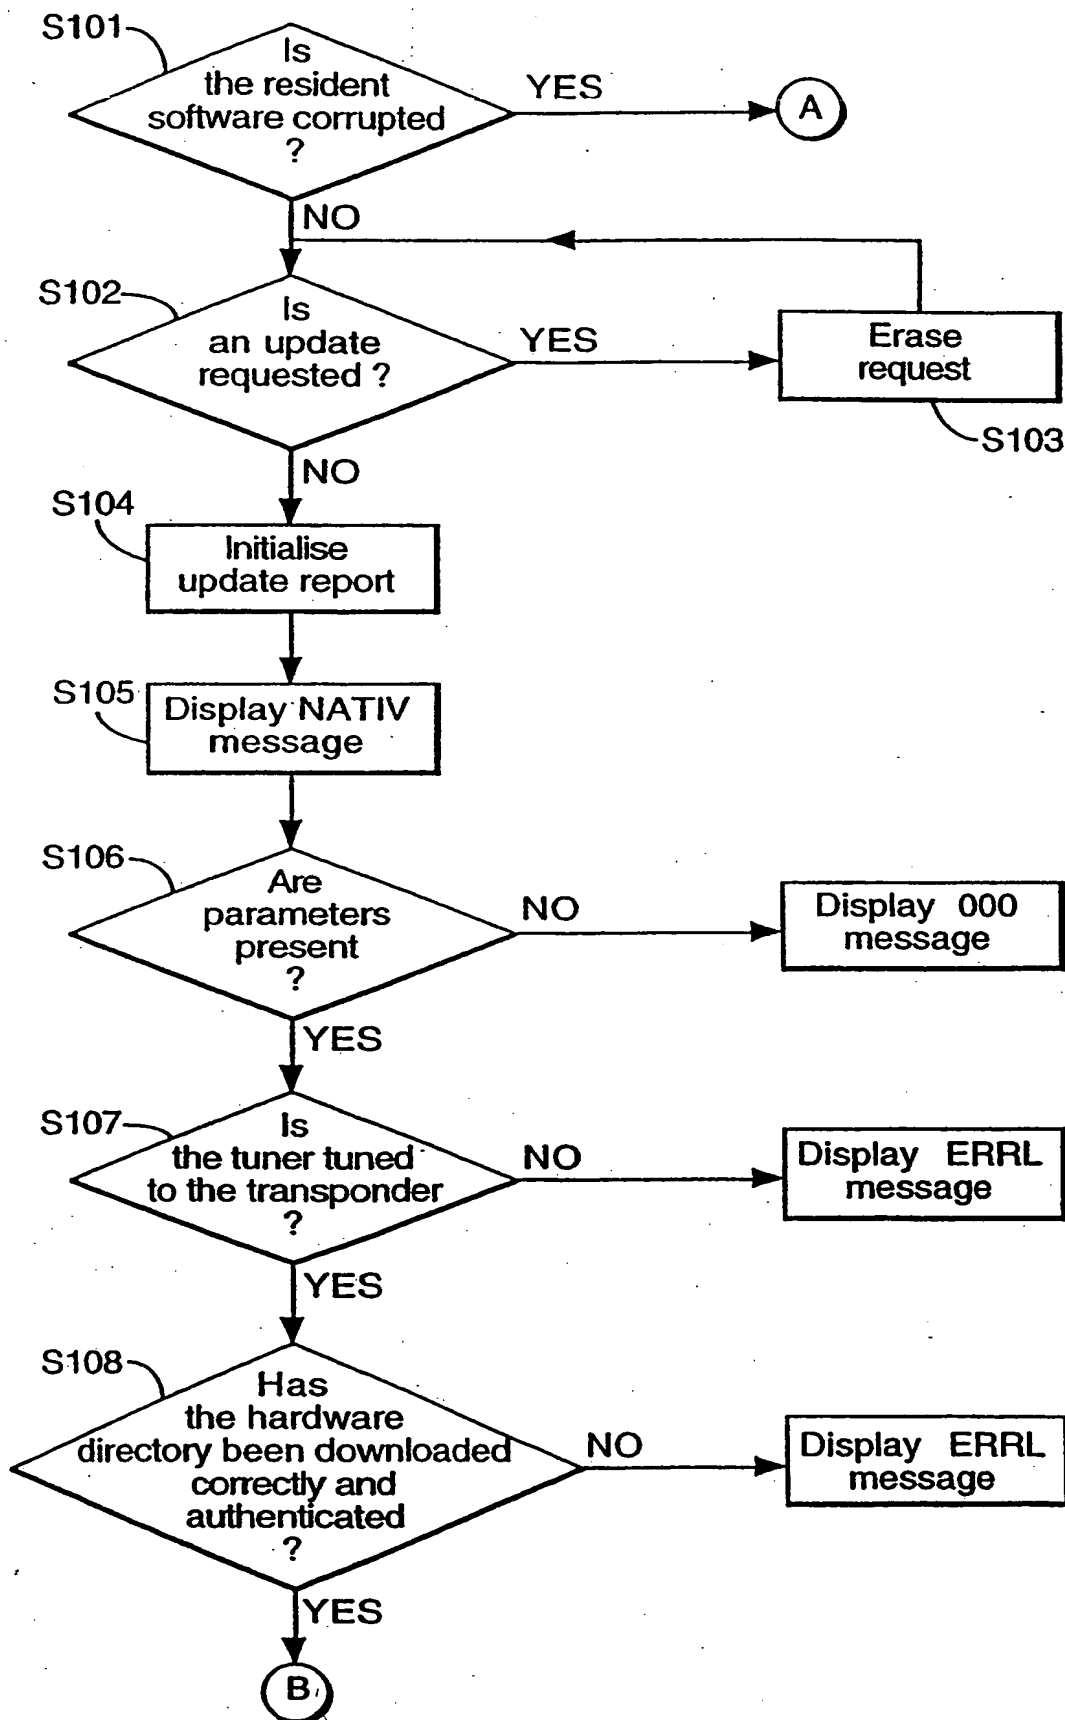 S101
Is
the resident
software corrupted
?
YES
A
NO
S102
Is
an update
requested ?
YES
Erase
request
S103
NO
S104
Initialise
update report
S105
Display NATIV
message
S106
Are
parameters
present
?
NO
Display 000
message
YES
S107
Is
the tuner tuned
to the transponder
?
NO
Display ERRL
message
YES
S108
Has
the hardware
directory been downloaded
correctly and
authenticated
?
NO
Display ERRL
message
YES
B